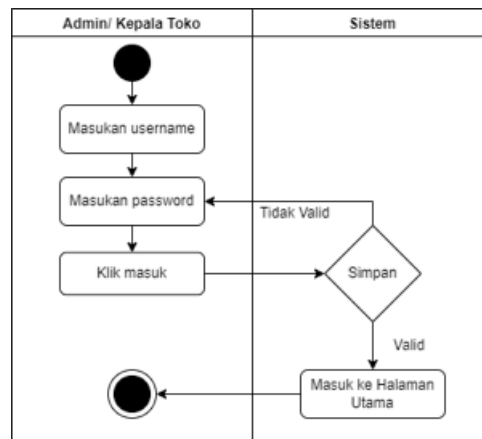 Admin/ Kepala Toko
Sistem
Masukan username
Masukan password
Tidak Valid
Klik masuk
Simpan
Valid
Masuk ke Halaman
Utama